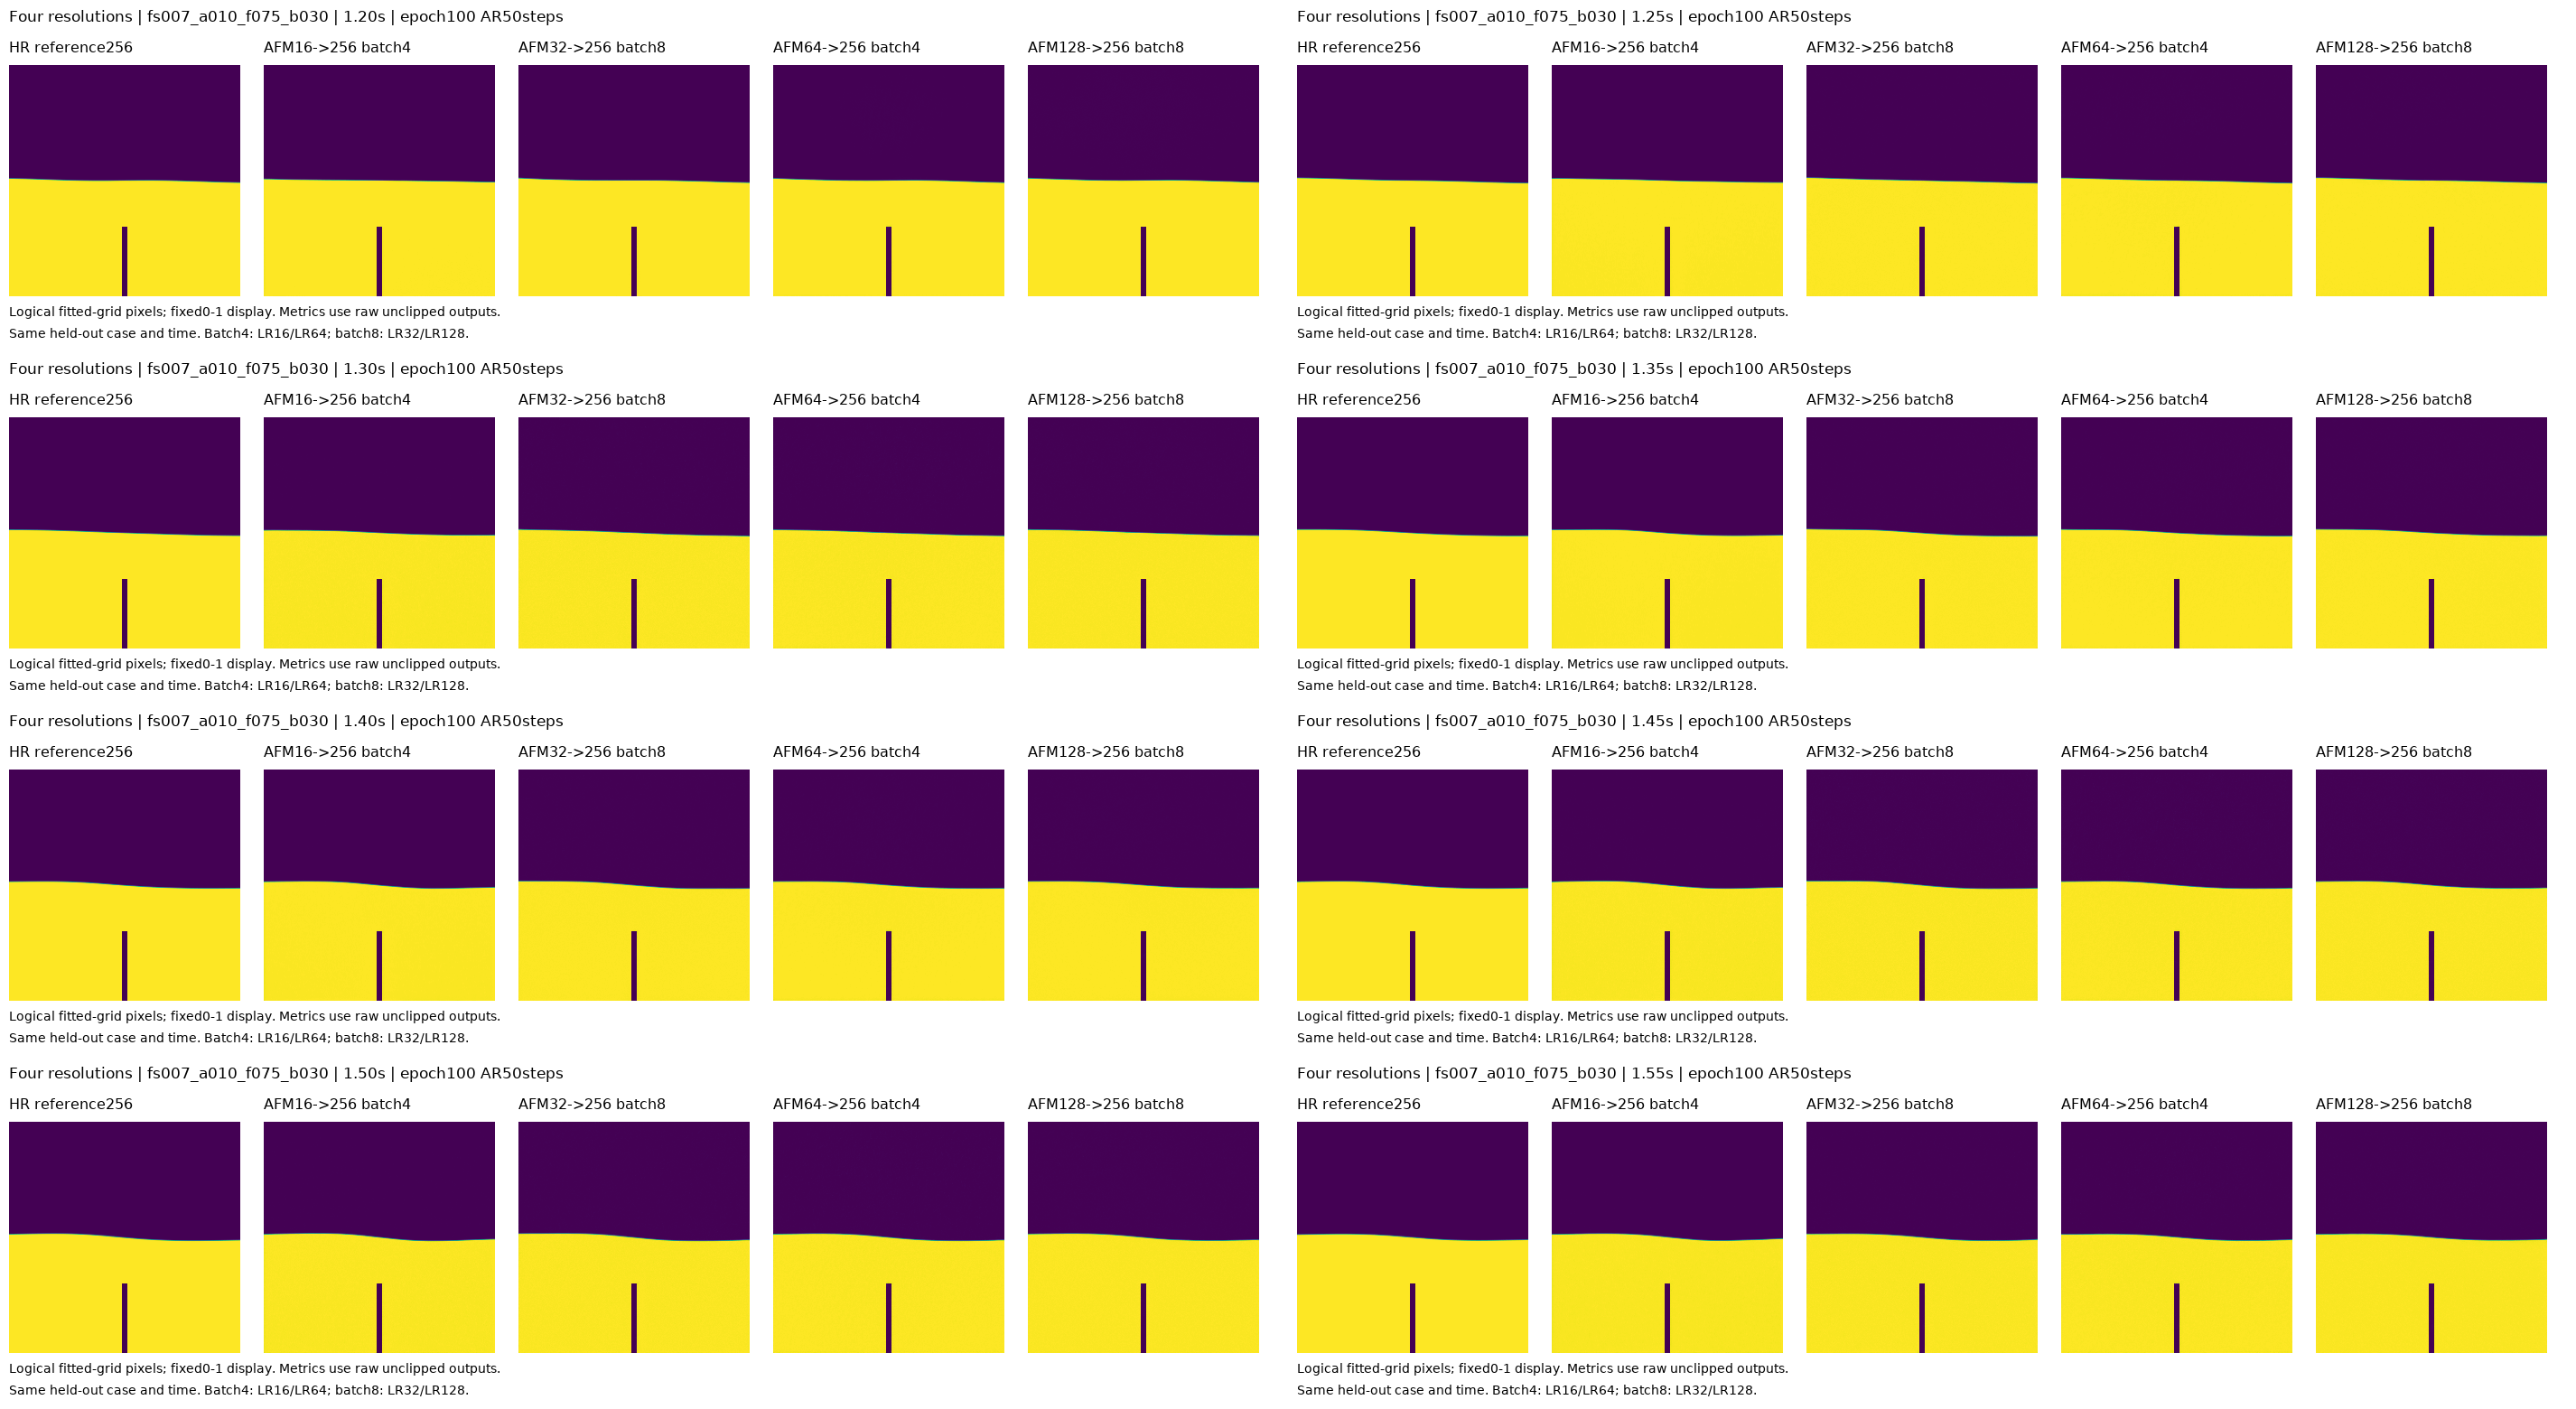 Four resolutions | fs007_a010_f075_b030 | 1.20s | epoch100 AR50steps
HR reference256 AFM16->256 batch4 AFM32->256 batch8 AFM64->256 batch4 AFM128->256 batch8
Logical fitted-grid pixels; fixed0-1 display. Metrics use raw unclipped outputs.
Same held-out case and time. Batch4: LR16/LR64; batch8: LR32/LR128.
Four resolutions | fs007_a010_f075_b030 | 1.25s | epoch100 AR50steps
HR reference256 AFM16->256 batch4 AFM32->256 batch8 AFM64->256 batch4 AFM128->256 batch8
Logical fitted-grid pixels; fixed0-1 display. Metrics use raw unclipped outputs.
Same held-out case and time. Batch4: LR16/LR64; batch8: LR32/LR128.
Four resolutions | fs007_a010_f075_b030 | 1.30s | epoch100 AR50steps
HR reference256 AFM16->256 batch4 AFM32->256 batch8 AFM64->256 batch4 AFM128->256 batch8
Logical fitted-grid pixels; fixed0-1 display. Metrics use raw unclipped outputs.
Same held-out case and time. Batch4: LR16/LR64; batch8: LR32/LR128.
Four resolutions | fs007_a010_f075_b030 | 1.35s | epoch100 AR50steps
HR reference256 AFM16->256 batch4 AFM32->256 batch8 AFM64->256 batch4 AFM128->256 batch8
Logical fitted-grid pixels; fixed0-1 display. Metrics use raw unclipped outputs.
Same held-out case and time. Batch4: LR16/LR64; batch8: LR32/LR128.
Four resolutions | fs007_a010_f075_b030 | 1.40s | epoch100 AR50steps
HR reference256 AFM16->256 batch4 AFM32->256 batch8 AFM64->256 batch4 AFM128->256 batch8
Logical fitted-grid pixels; fixed0-1 display. Metrics use raw unclipped outputs.
Same held-out case and time. Batch4: LR16/LR64; batch8: LR32/LR128.
Four resolutions | fs007_a010_f075_b030 | 1.45s | epoch100 AR50steps
HR reference256 AFM16->256 batch4 AFM32->256 batch8 AFM64->256 batch4 AFM128->256 batch8
Logical fitted-grid pixels; fixed0-1 display. Metrics use raw unclipped outputs.
Same held-out case and time. Batch4: LR16/LR64; batch8: LR32/LR128.
Four resolutions | fs007_a010_f075_b030 | 1.50s | epoch100 AR50steps
HR reference256 AFM16->256 batch4 AFM32->256 batch8 AFM64->256 batch4 AFM128->256 batch8
Logical fitted-grid pixels; fixed0-1 display. Metrics use raw unclipped outputs.
Same held-out case and time. Batch4: LR16/LR64; batch8: LR32/LR128.
Four resolutions | fs007_a010_f075_b030 | 1.55s | epoch100 AR50steps
HR reference256 AFM16->256 batch4 AFM32->256 batch8 AFM64->256 batch4 AFM128->256 batch8
Logical fitted-grid pixels; fixed0-1 display. Metrics use raw unclipped outputs.
Same held-out case and time. Batch4: LR16/LR64; batch8: LR32/LR128.